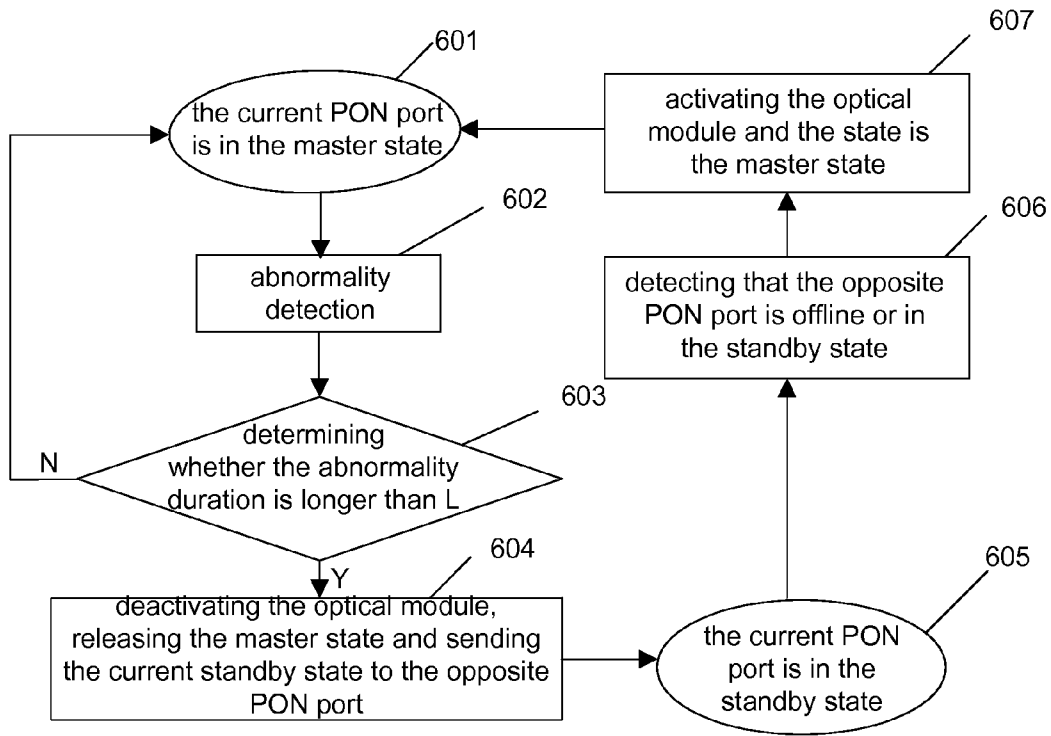 601
the current PON port
is in the master state
602
abnormality
detection
603
determining
whether the abnormality
duration is longer than L
N
Y
604
deactivating the optical module,
releasing the master state and sending
the current standby state to the opposite
PON port
605
the current PON
port is in the
standby state
606
detecting that the opposite
PON port is offline or in
the standby state
607
activating the optical
module and the state is
the master state